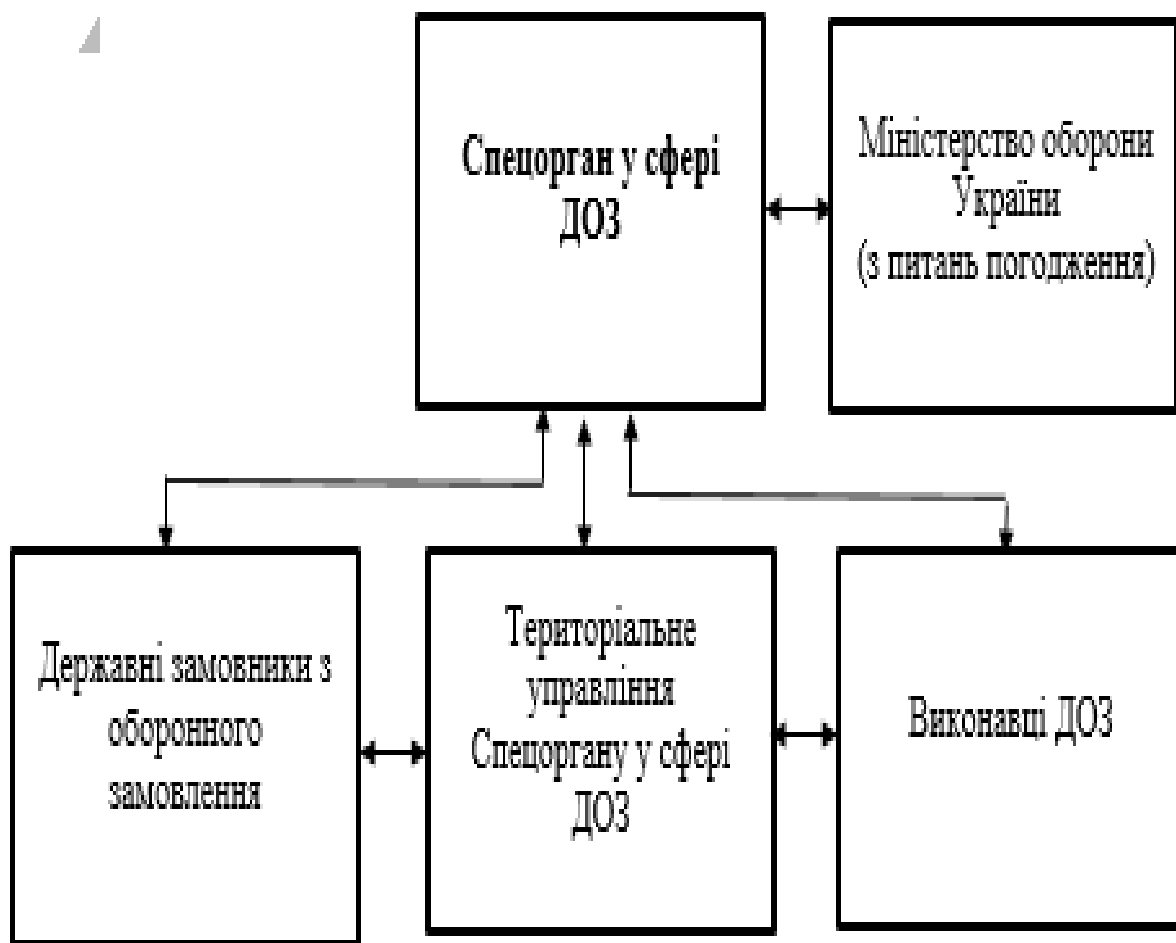 Спецорган у сфері
ДОЗ
Міністерство оборони
України
(з питань погодження)
Державні замовники з
оборонного
замовлення
Територіальне
управління
Спецоргану у сфері
ДОЗ
Виконавці ДОЗ